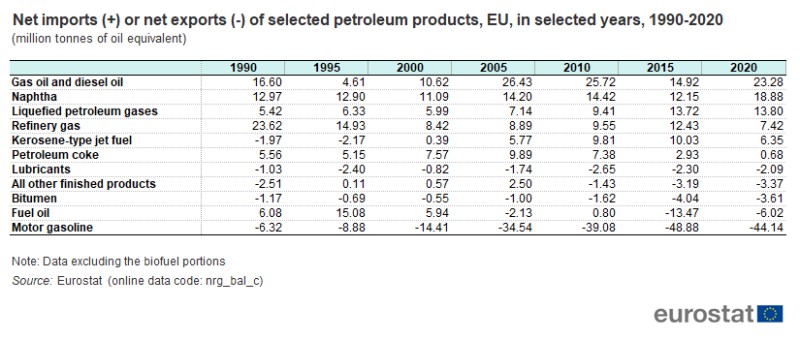 Net imports (+) or net exports (-) of selected petroleum products, EU, in selected years, 1990-2020
(million tonnes of oil equivalent)
1990 1995 2000 2005 2010 2015 2020
Gas oil and diesel oil 16.60 4.61 10.62 26.43 25.72 14.92 23.28
Naphtha 12.97 12.90 11.09 14.20 14.42 12.15 18.88
Liquefied petroleum gases 5.42 6.33 5.99 7.14 9.41 13.72 13.80
Refinery gas 23.62 14.93 8.42 8.89 9.55 12.43 7.42
Kerosene-type jet fuel -1.97 -2.17 0.39 5.77 9.81 10.03 6.35
Petroleum coke 5.56 5.15 7.57 9.89 7.38 2.93 0.68
Lubricants -1.03 -2.40 -0.82 -1.74 -2.65 -2.30 -2.09
All other finished products -2.51 0.11 0.57 2.50 -1.43 -3.19 -3.37
Bitumen -1.17 -0.69 -0.55 -1.00 -1.62 -4.04 -3.61
Fuel oil 6.08 15.08 5.94 -2.13 0.80 -13.47 -6.02
Motor gasoline -6.32 -8.88 -14.41 -34.54 -39.08 -48.88 -44.14
Note: Data excluding the biofuel portions
Source: Eurostat (online data code: nrg_bal_c)
eurostat